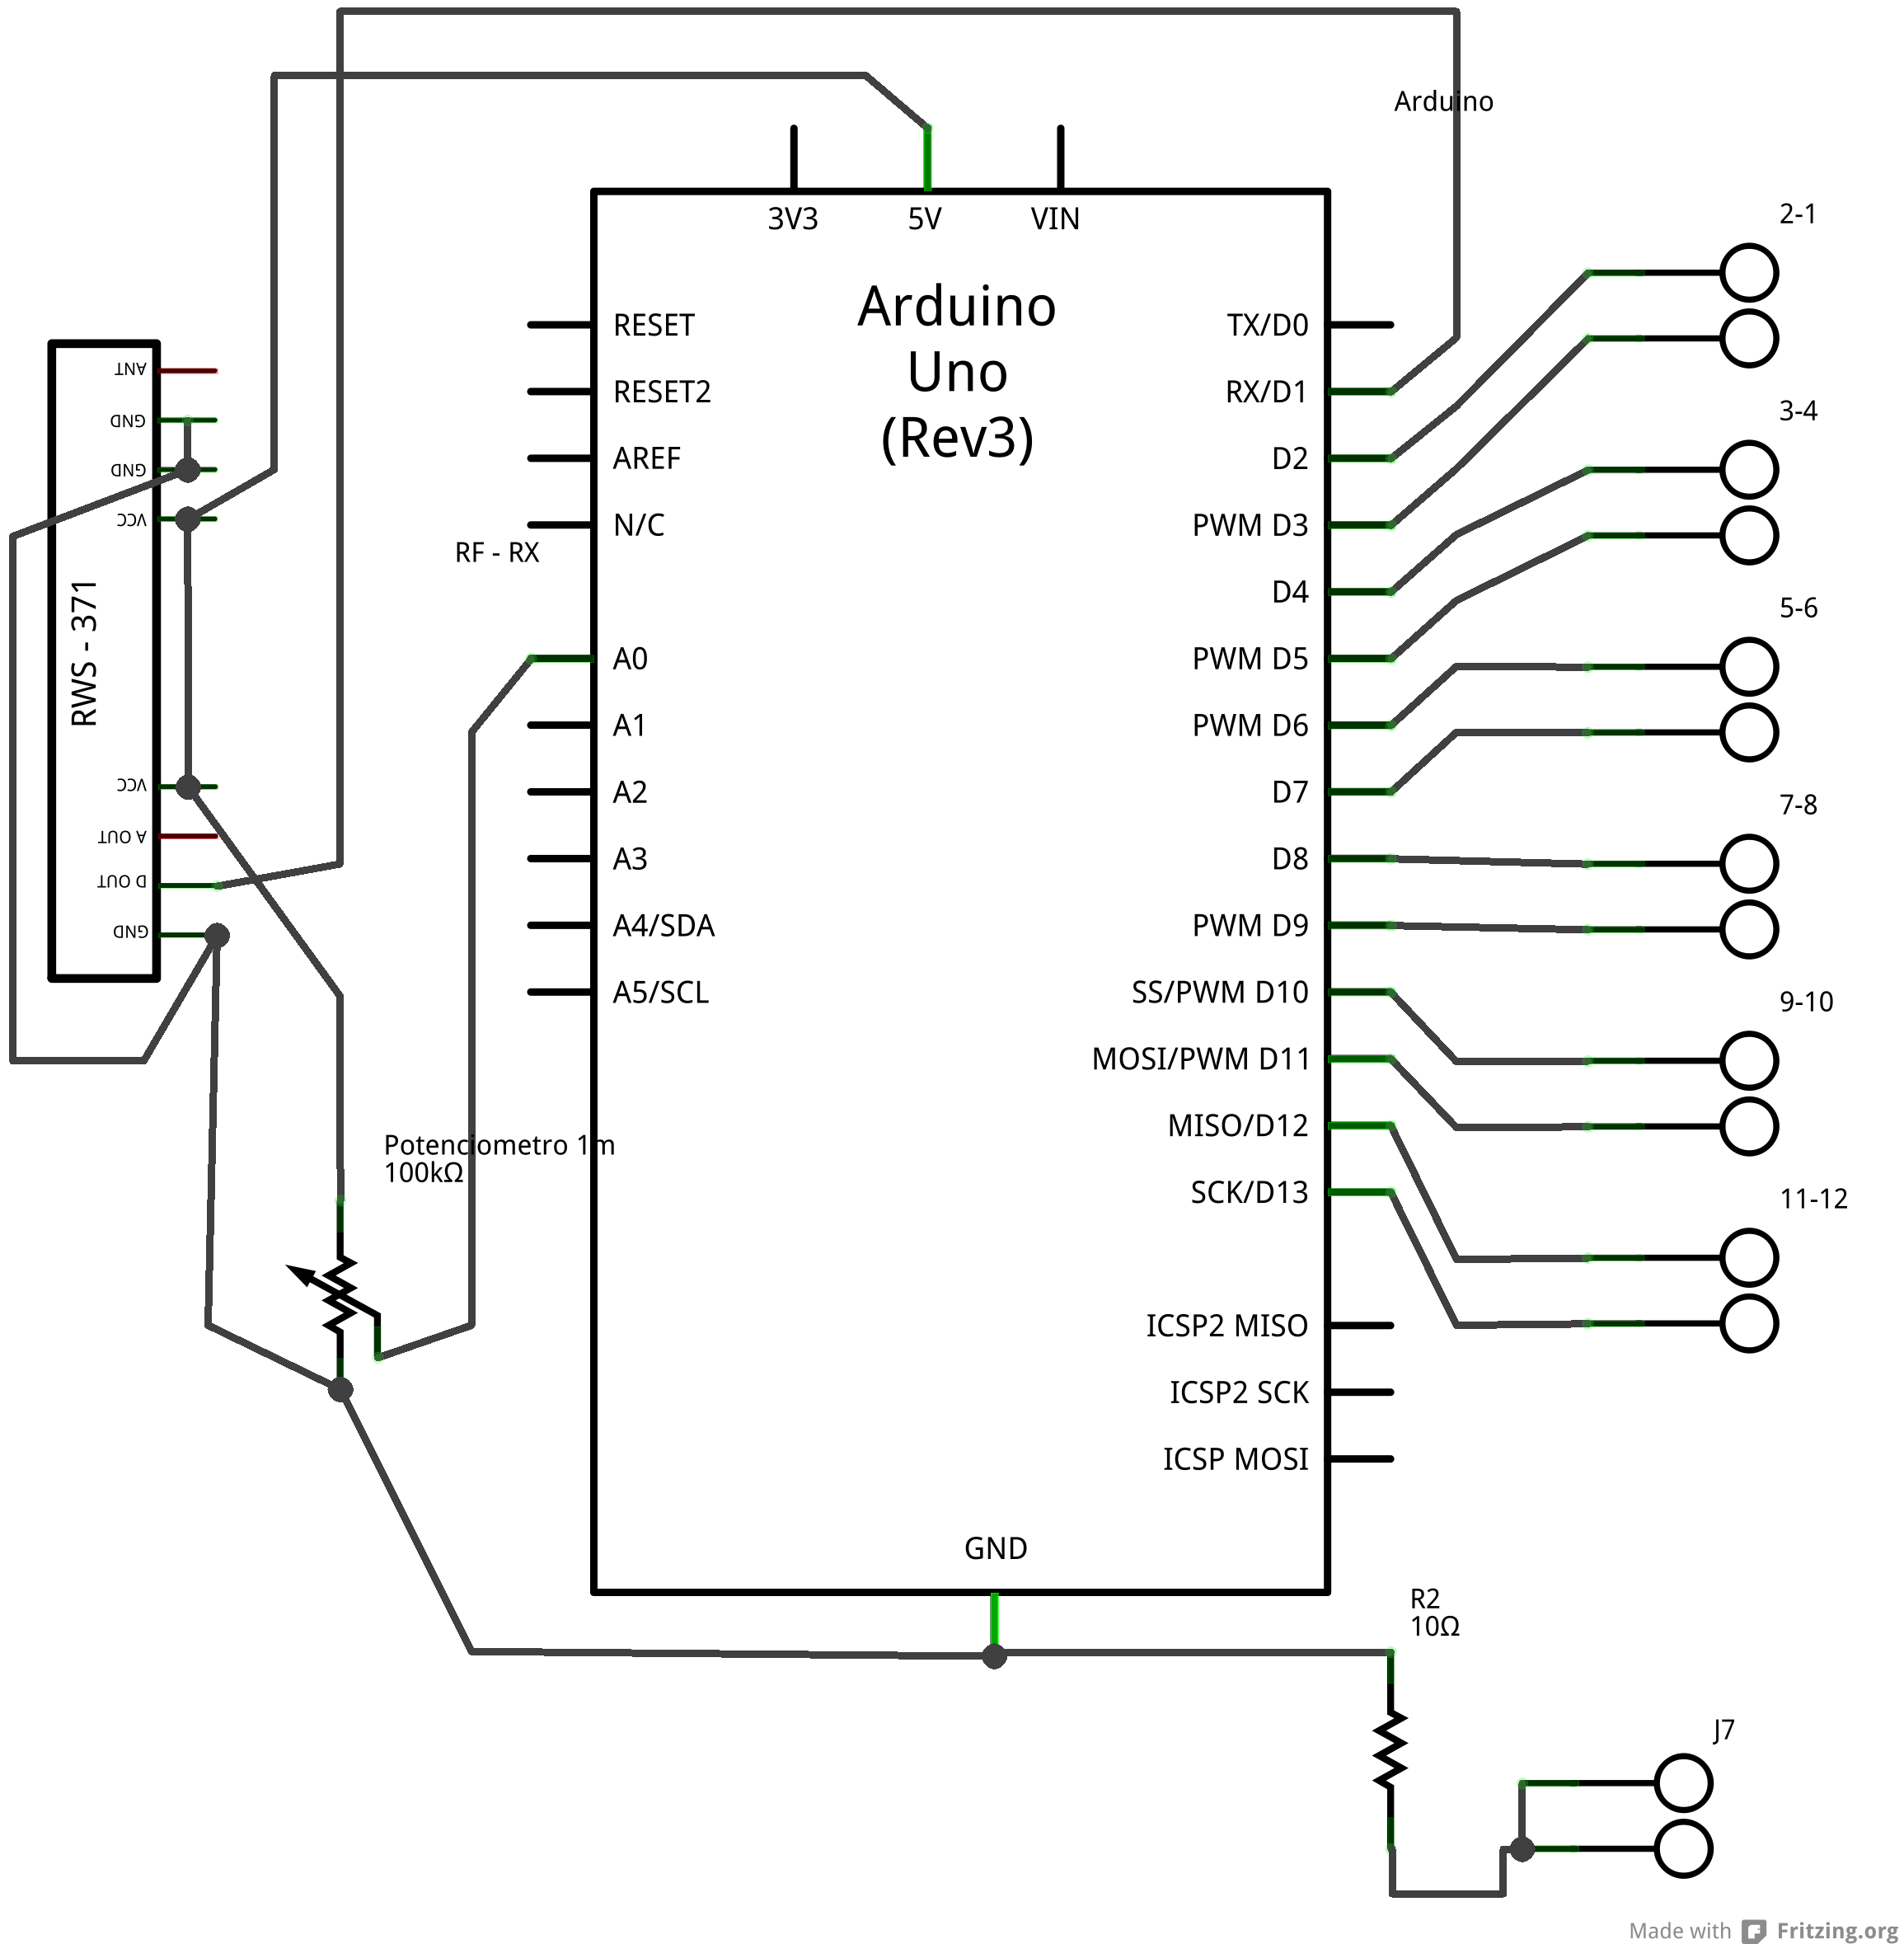 Arduino
3V3
5V
VIN
Arduino
Uno
(Rev3)
RESET
RESET2
AREF
N/C
RF - RX
A0
A1
A2
A3
A4/SDA
A5/SCL
TX/D0
RX/D1
D2
PWM D3
D4
PWM D5
PWM D6
D7
D8
PWM D9
SS/PWM D10
MOSI/PWM D11
MISO/D12
SCK/D13
ICSP2 MISO
ICSP2 SCK
ICSP MOSI
GND
ANT
GND
GND
VCC
RWS - 371
VCC
A OUT
D OUT
GND
Potenciometro 1m
100kΩ
2-1
3-4
5-6
7-8
9-10
11-12
R2
10Ω
J7
Made with Fritzing.org